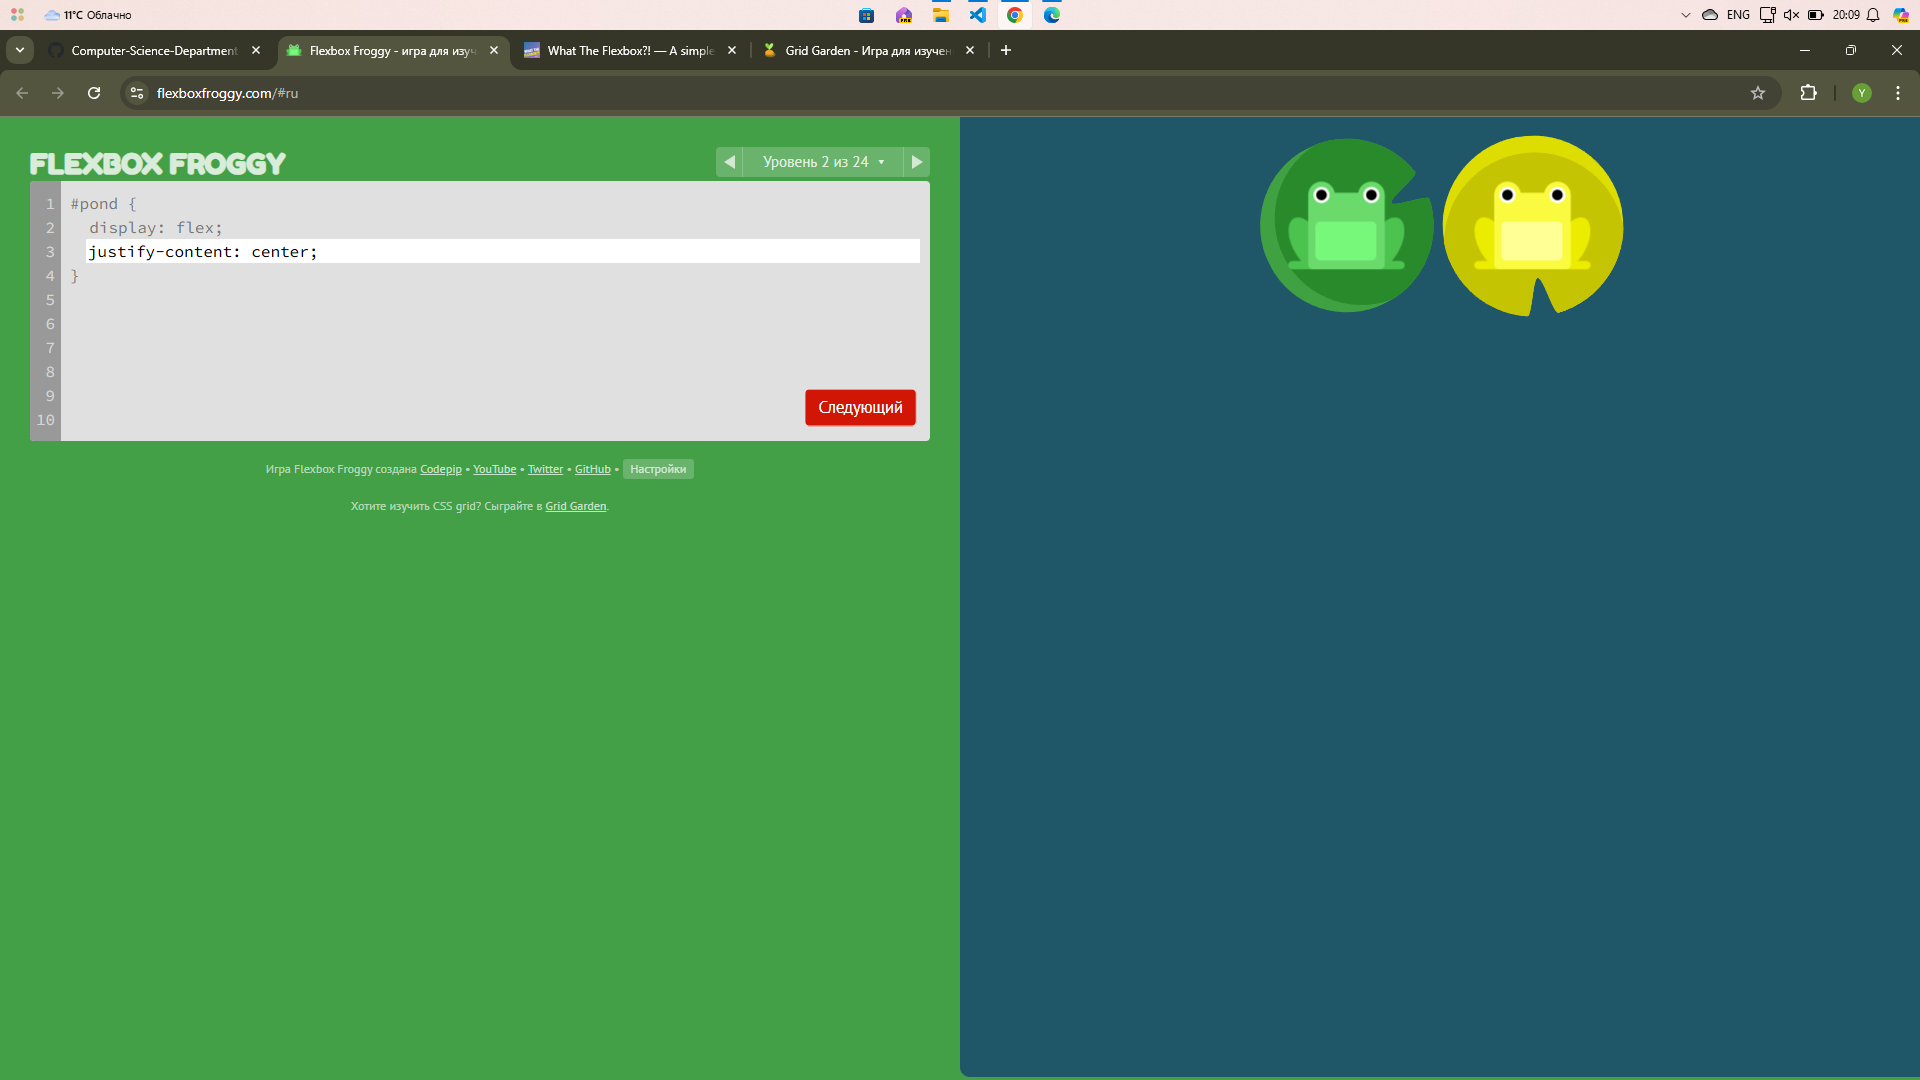 11°C Облачно
ENG
20:09
Computer-Science-Department
Flexbox Froggy - игра для изуч
What The Flexbox?! — A simple
Grid Garden - Игра для изучен
flexboxfroggy.com/#ru
Y
FLEXBOX FROGGY
Уровень 2 из 24
1 #pond {
2 display: flex;
3 justify-content: center;
4 }
5
6
7
8
9
10
Следующий
Игра Flexbox Froggy создана Codepip • YouTube • Twitter • GitHub • Настройки
Хотите изучить CSS grid? Сыграйте в Grid Garden.